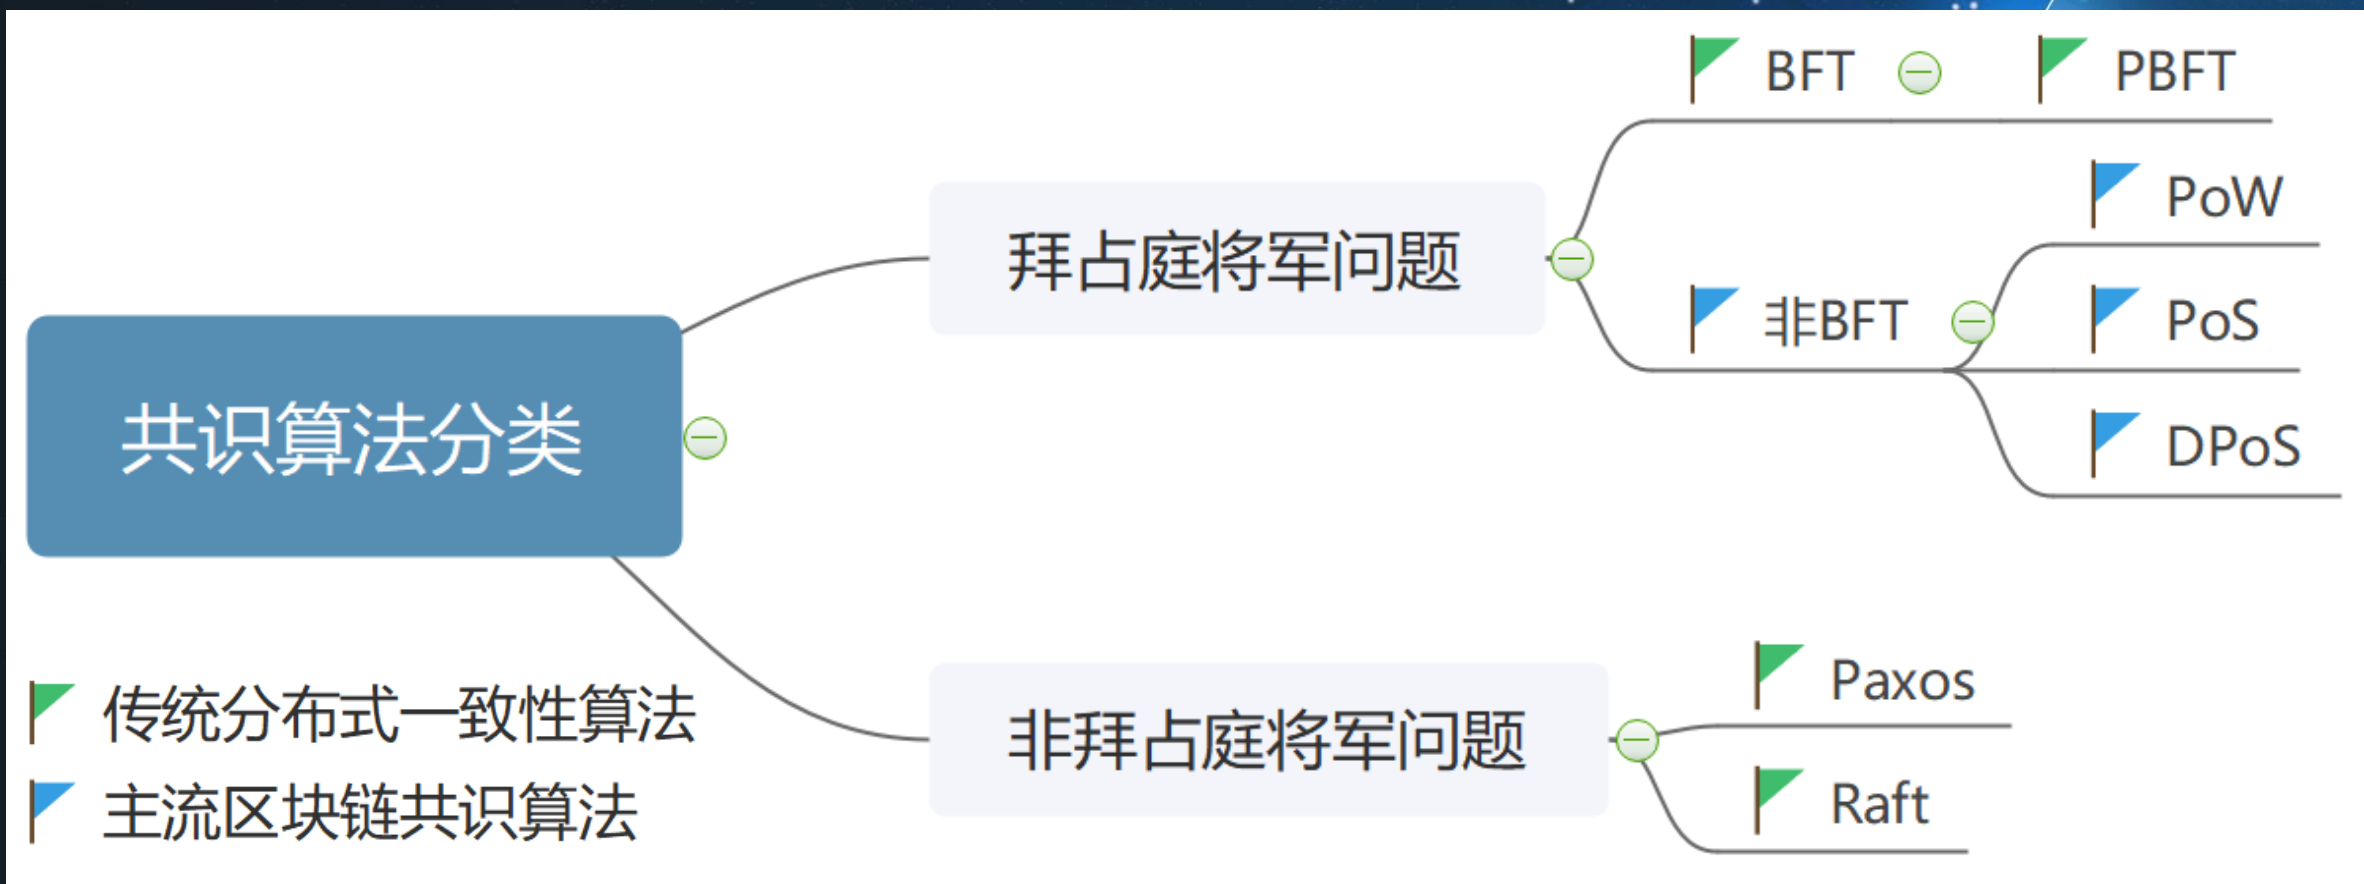 共识算法分类
拜占庭将军问题
BFT
PBFT
非BFT
PoW
PoS
DPoS
非拜占庭将军问题
Paxos
Raft
传统分布式一致性算法
主流区块链共识算法